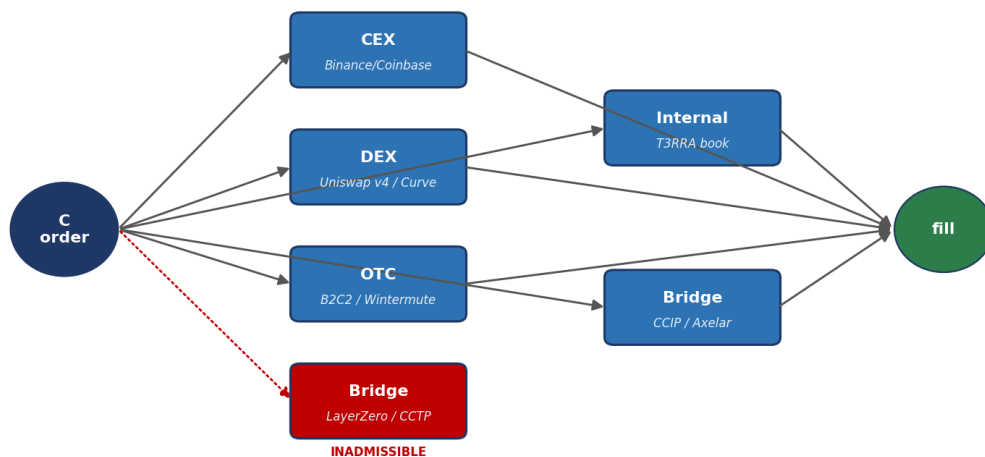 C
order
CEX
Binance/Coinbase
DEX
Uniswap v4 / Curve
OTC
B2C2 / Wintermute
Bridge
LayerZero / CCTP
INADMISSIBLE
Internal
T3RRA book
Bridge
CCIP / Axelar
fill